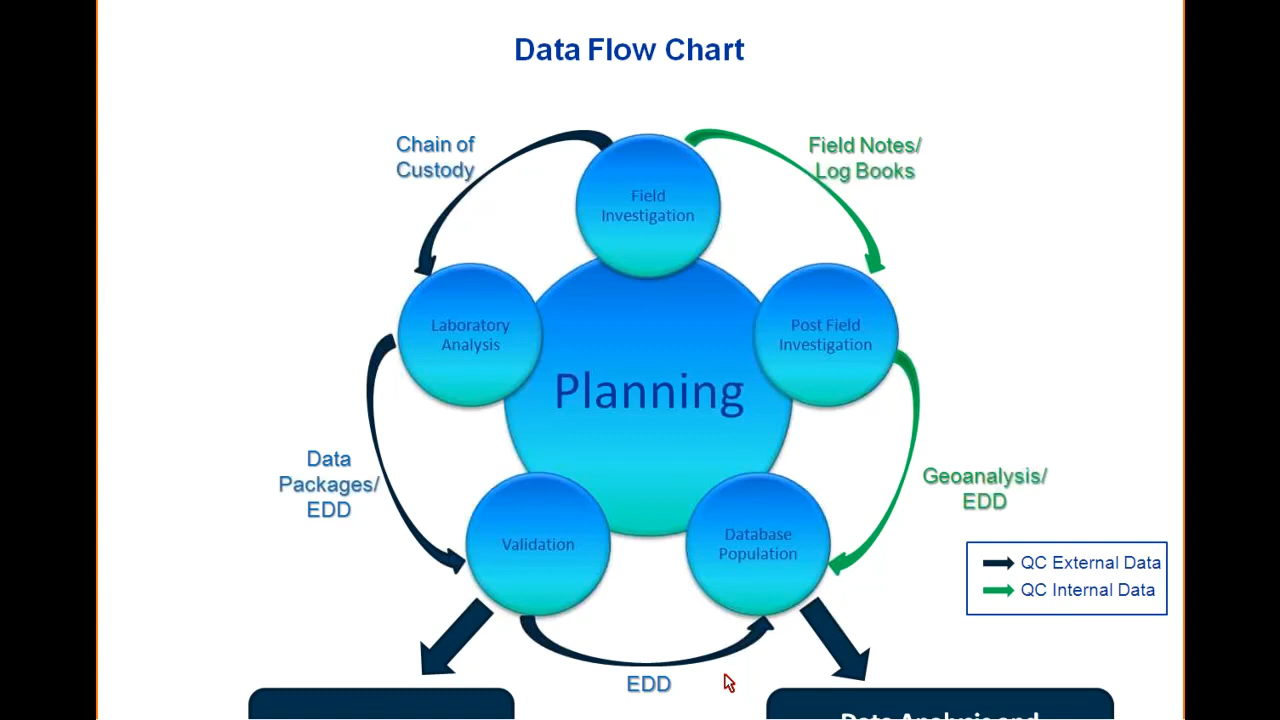 Data Flow Chart
Chain of
Custody
Field Notes/
Log Books
Field
Investigation
Laboratory
Analysis
Post Field
Investigation
Planning
Data
Packages/
EDD
Geoanalysis/
EDD
Validation
Database
Population
QC External Data
QC Internal Data
EDD
Data Analysis and